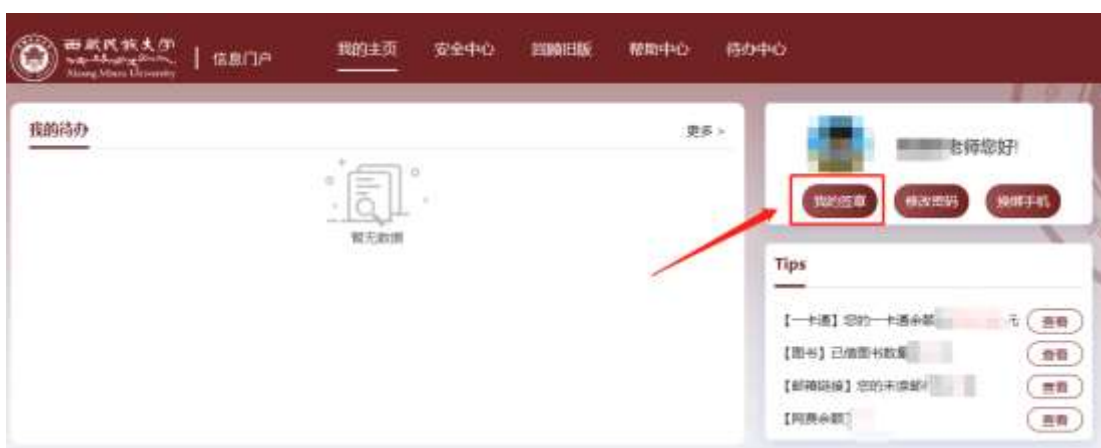 西藏民族大学
Xizang Minzu University
信息门户
我的主页 安全中心 回顾旧版 帮助中心 待办中心
我的待办
更多 >
暂无数据
老师您好!
我的签章 修改密码 换绑手机
Tips
【一卡通】您的一卡通余额 元 查看
【图书】已借图书数量 查看
【邮箱链接】您的未读邮件 查看
【网费余额】 查看